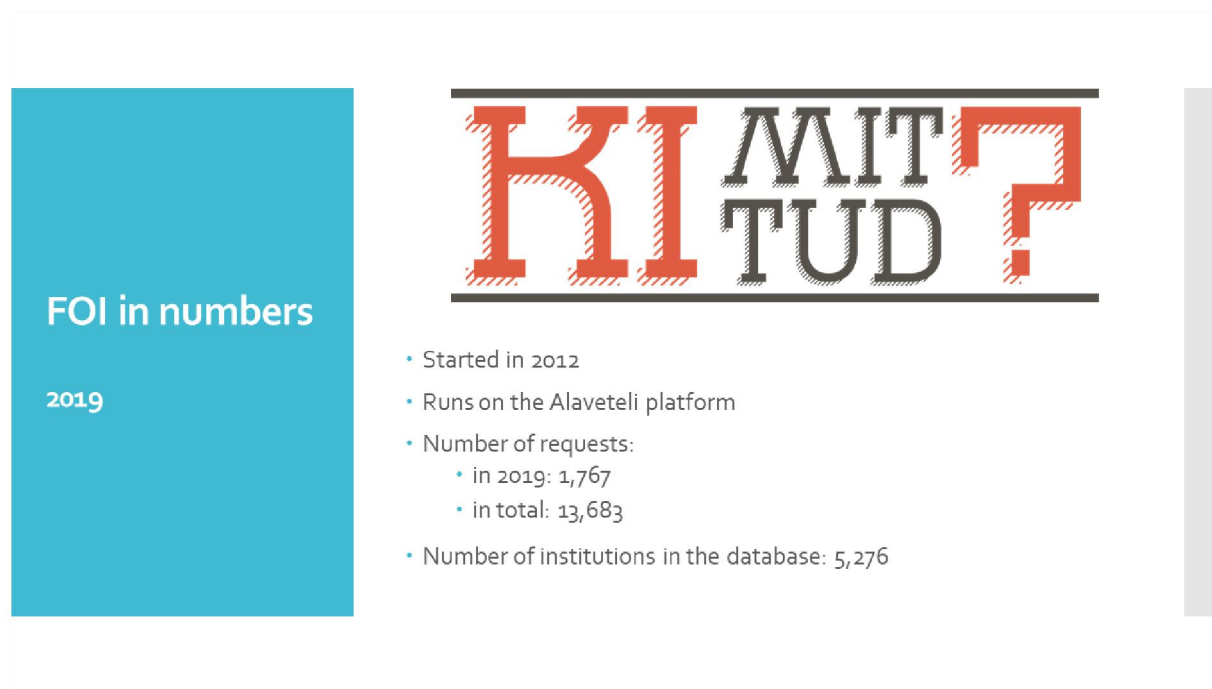 FOI in numbers
2019
KI MIT TUD?
• Started in 2012
• Runs on the Alaveteli platform
• Number of requests:
• in 2019: 1,767
• in total: 13,683
• Number of institutions in the database: 5,276